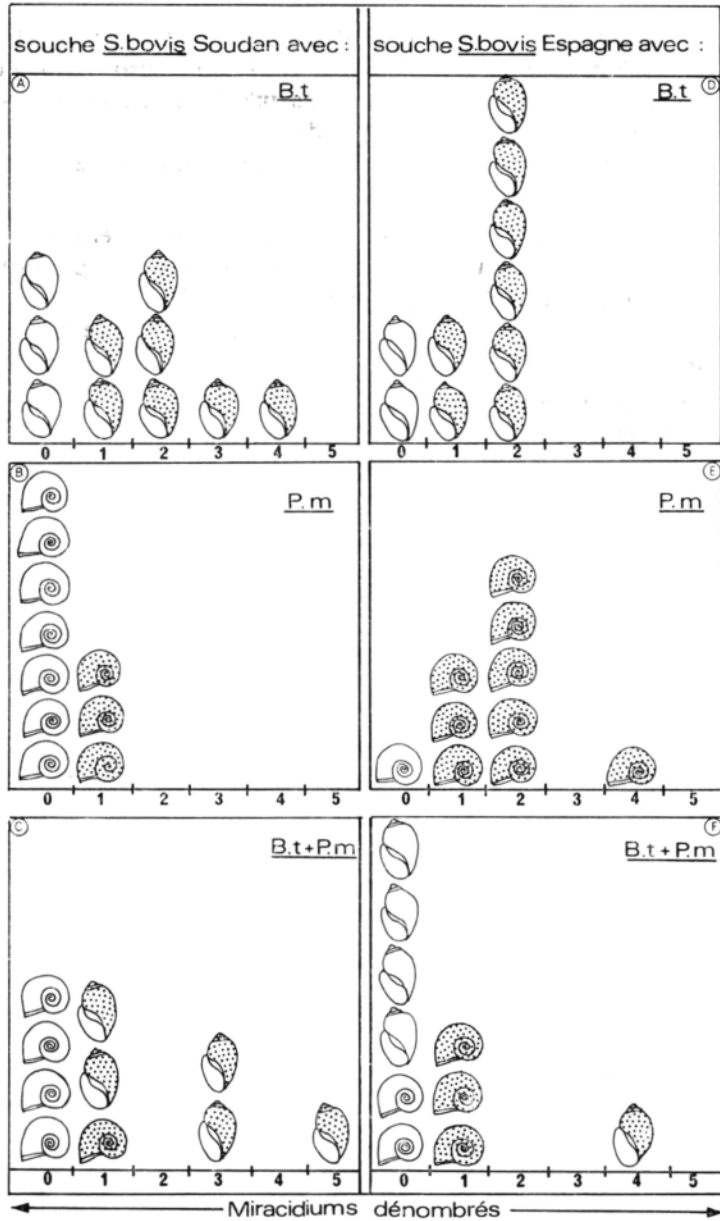 souche S.bovis Soudan avec :
souche S.bovis Espagne avec :
A
B.t
B.t
D
0 1 2 3 4 5
0 1 2 3 4 5
B
P.m
P.m
E
0 1 2 3 4 5
0 1 2 3 4 5
C
B.t+P.m
B.t+P.m
F
0 1 2 3 4 5
0 1 2 3 4 5
Miracidiums dénombrés